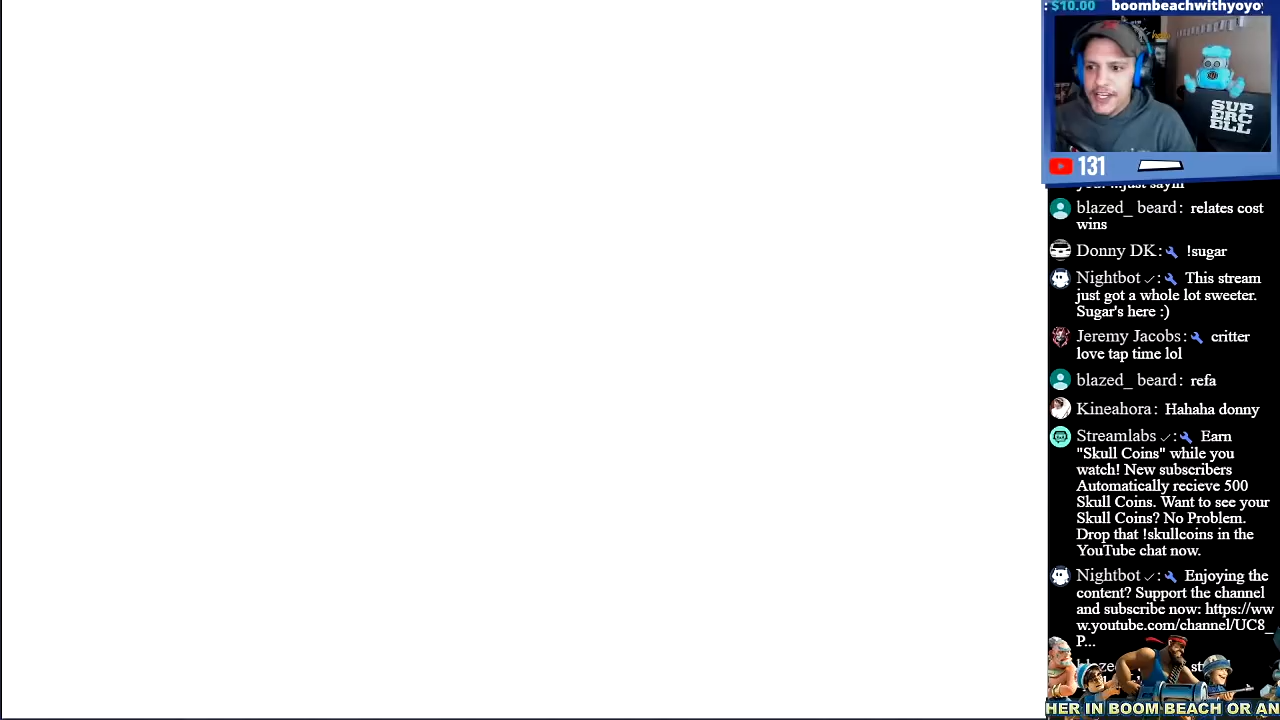 : $10.00 boombeachwithyoyo
SUP
ERC
ELL
131
you! ...just sayin
blazed_ beard: relates cost
wins
Donny DK: !sugar
Nightbot ✓: This stream
just got a whole lot sweeter.
Sugar's here :)
Jeremy Jacobs: critter
love tap time lol
blazed_ beard: refa
Kineahora: Hahaha donny
Streamlabs ✓: Earn
"Skull Coins" while you
watch! New subscribers
Automatically recieve 500
Skull Coins. Want to see your
Skull Coins? No Problem.
Drop that !skullcoins in the
YouTube chat now.
Nightbot ✓: Enjoying the
content? Support the channel
and subscribe now: https://ww
w.youtube.com/channel/UC8_
P...
HER IN BOOM BEACH OR AN